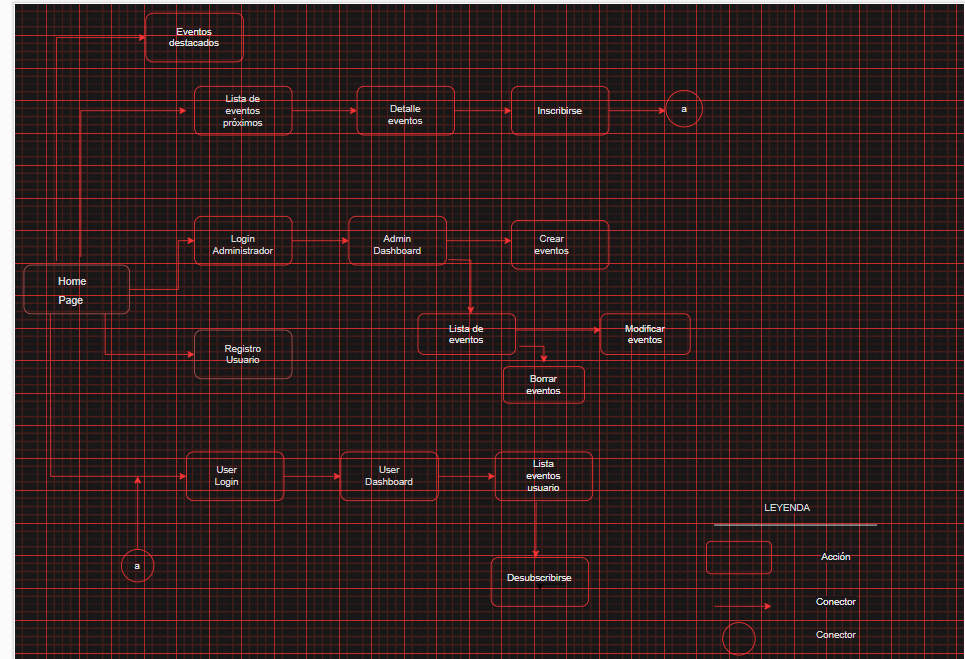 Eventos
destacados
Lista de
eventos
próximos
Detalle
eventos
Inscribirse
a
Login
Administrador
Admin
Dashboard
Crear
eventos
Home
Page
Lista de
eventos
Modificar
eventos
Registro
Usuario
Borrar
eventos
User
Login
User
Dashboard
Lista
eventos
usuario
LEYENDA
Acción
a
Desubscribirse
Conector
Conector